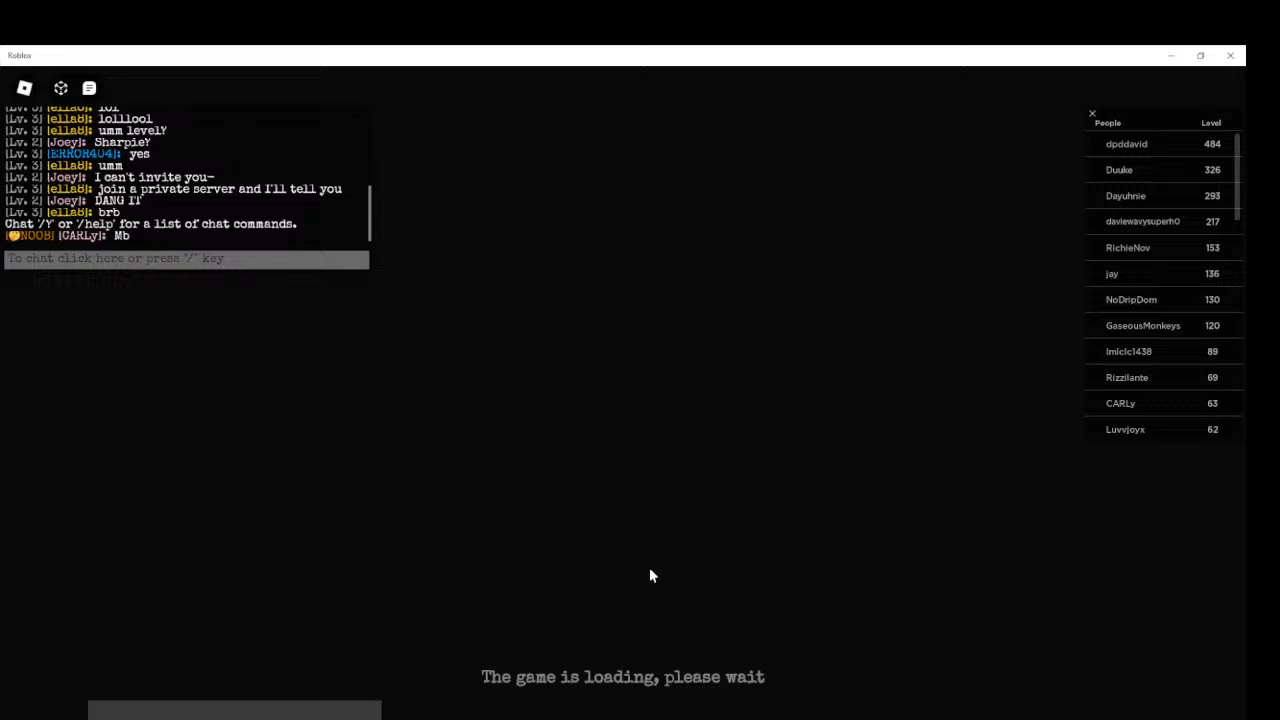 Roblox
[Lv. 3] [ella8]: lol
[Lv. 3] [ella8]: lolllool
[Lv. 3] [ella8]: umm level?
[Lv. 2] [Joey]: Sharpie?
[Lv. 3] [ERROR404]: yes
[Lv. 3] [ella8]: umm
[Lv. 2] [Joey]: I can't invite you-
[Lv. 3] [ella8]: join a private server and I'll tell you
[Lv. 2] [Joey]: DANG IT
[Lv. 3] [ella8]: brb
Chat '/?' or '/help' for a list of chat commands.
[🤔NOOB] [CARLy]: Mb
To chat click here or press "/" key
People Level
dpddavid 484
Duuke 326
Dayuhnie 293
daviewavysuperh0 217
RichieNov 153
jay 136
NoDripDom 130
GaseousMonkeys 120
lmlclc1438 89
Rizzilante 69
CARLy 63
Luvvjoyx 62
The game is loading, please wait